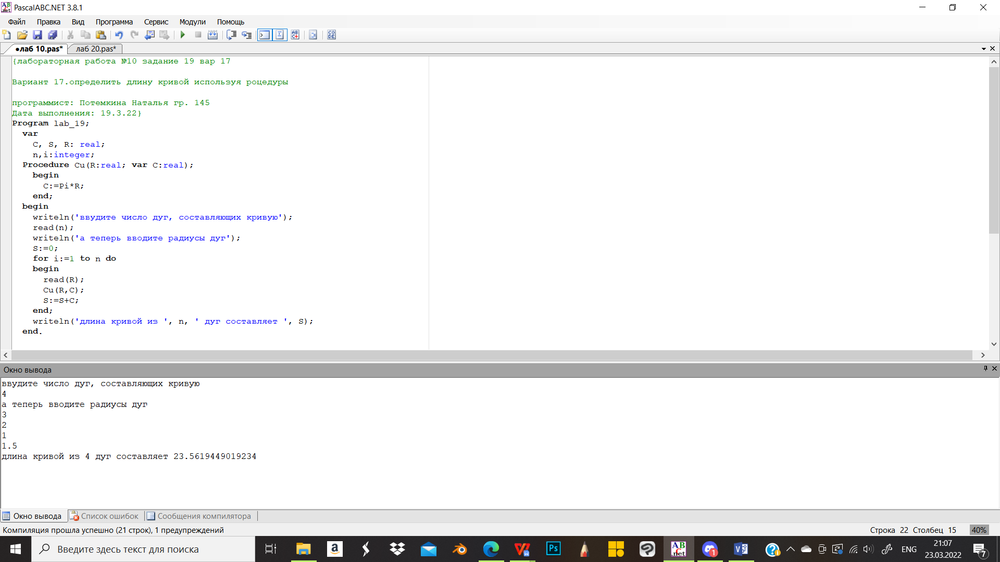 PascalABC.NET 3.8.1
Файл Правка Вид Программа Сервис Модули Помощь
•лаб 10.pas* лаб 20.pas*
{лабораторная работа №10 задание 19 вар 17
Вариант 17.определить длину кривой используя роцедуры
программист: Потемкина Наталья гр. 145
Дата выполнения: 19.3.22}
Program lab_19;
var
C, S, R: real;
n,i:integer;
Procedure Cu(R:real; var C:real);
begin
C:=Pi*R;
end;
begin
writeln('ввудите число дуг, составляющих кривую');
read(n);
writeln('а теперь вводите радиусы дуг');
S:=0;
for i:=1 to n do
begin
read(R);
Cu(R,C);
S:=S+C;
end;
writeln('длина кривой из ', n, ' дуг составляет ', S);
end.
Окно вывода
ввудите число дуг, составляющих кривую
4
а теперь вводите радиусы дуг
3
2
1
1.5
длина кривой из 4 дуг составляет 23.5619449019234
Окно вывода Список ошибок Сообщения компилятора
Компиляция прошла успешно (21 строк), 1 предупреждений Строка 22 Столбец 15 40%
Введите здесь текст для поиска
ENG
21:07
23.03.2022
7